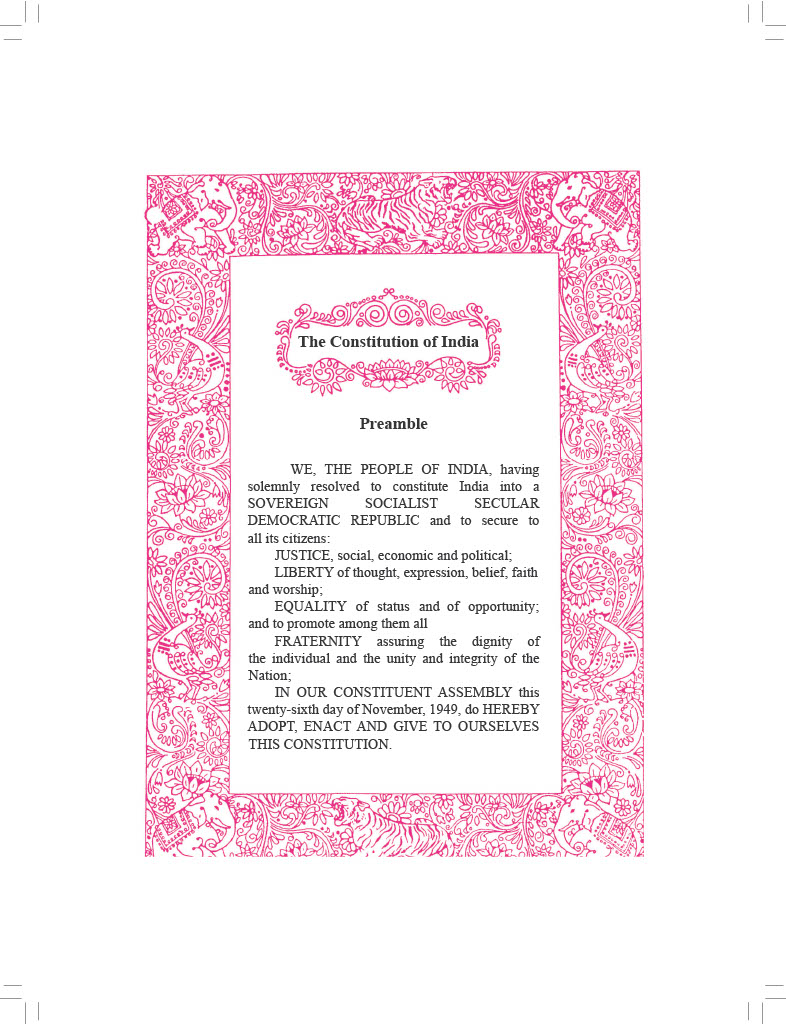 The Constitution of India
Preamble
WE, THE PEOPLE OF INDIA, having
solemnly resolved to constitute India into a
SOVEREIGN SOCIALIST SECULAR
DEMOCRATIC REPUBLIC and to secure to
all its citizens:
JUSTICE, social, economic and political;
LIBERTY of thought, expression, belief, faith
and worship;
EQUALITY of status and of opportunity;
and to promote among them all
FRATERNITY assuring the dignity of
the individual and the unity and integrity of the
Nation;
IN OUR CONSTITUENT ASSEMBLY this
twenty-sixth day of November, 1949, do HEREBY
ADOPT, ENACT AND GIVE TO OURSELVES
THIS CONSTITUTION.